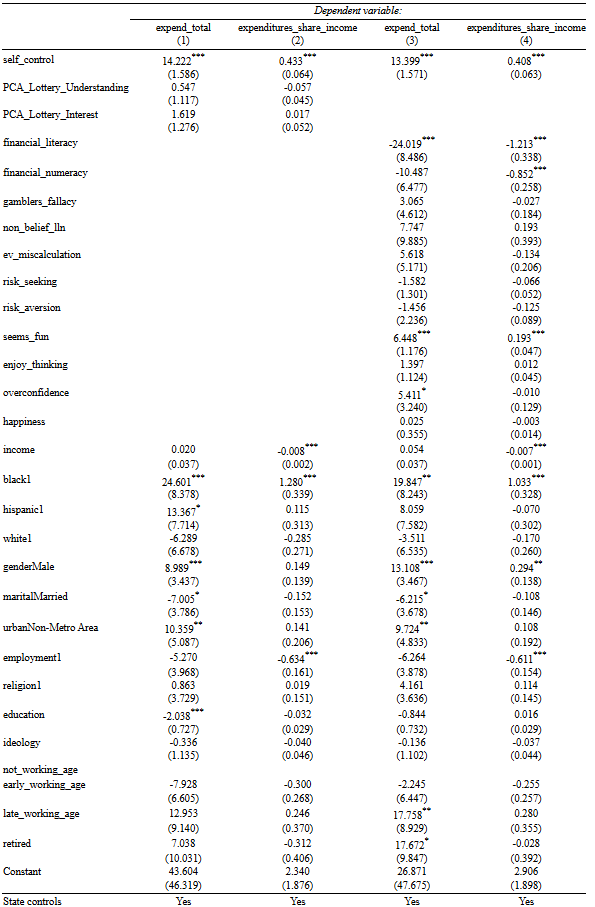 Dependent variable:
expend_total expenditures_share_income expend_total expenditures_share_income
(1) (2) (3) (4)
self_control 14.222*** 0.433*** 13.399*** 0.408***
(1.586) (0.064) (1.571) (0.063)
PCA_Lottery_Understanding 0.547 -0.057
(1.117) (0.045)
PCA_Lottery_Interest 1.619 0.017
(1.276) (0.052)
financial_literacy -24.019*** -1.213***
(8.486) (0.338)
financial_numeracy -10.487 -0.852***
(6.477) (0.258)
gamblers_fallacy 3.065 -0.027
(4.612) (0.184)
non_belief_lln 7.747 0.193
(9.885) (0.393)
ev_miscalculation 5.618 -0.134
(5.171) (0.206)
risk_seeking -1.582 -0.066
(1.301) (0.052)
risk_aversion -1.456 -0.125
(2.236) (0.089)
seems_fun 6.448*** 0.193***
(1.176) (0.047)
enjoy_thinking 1.397 0.012
(1.124) (0.045)
overconfidence 5.411* -0.010
(3.240) (0.129)
happiness 0.025 -0.003
(0.355) (0.014)
income 0.020 -0.008*** 0.054 -0.007***
(0.037) (0.002) (0.037) (0.001)
black1 24.601*** 1.280*** 19.847** 1.033***
(8.378) (0.339) (8.243) (0.328)
hispanic1 13.367* 0.115 8.059 -0.070
(7.714) (0.313) (7.582) (0.302)
white1 -6.289 -0.285 -3.511 -0.170
(6.678) (0.271) (6.535) (0.260)
genderMale 8.989*** 0.149 13.108*** 0.294**
(3.437) (0.139) (3.467) (0.138)
maritalMarried -7.005* -0.152 -6.215* -0.108
(3.786) (0.153) (3.678) (0.146)
urbanNon-Metro Area 10.359** 0.141 9.724** 0.108
(5.087) (0.206) (4.833) (0.192)
employment1 -5.270 -0.634*** -6.264 -0.611***
(3.968) (0.161) (3.878) (0.154)
religion1 0.863 0.019 4.161 0.114
(3.729) (0.151) (3.636) (0.145)
education -2.038*** -0.032 -0.844 0.016
(0.727) (0.029) (0.732) (0.029)
ideology -0.336 -0.040 -0.136 -0.037
(1.135) (0.046) (1.102) (0.044)
not_working_age
early_working_age -7.928 -0.300 -2.245 -0.255
(6.605) (0.268) (6.447) (0.257)
late_working_age 12.953 0.246 17.758** 0.280
(9.140) (0.370) (8.929) (0.355)
retired 7.038 -0.312 17.672* -0.028
(10.031) (0.406) (9.847) (0.392)
Constant 43.604 2.340 26.871 2.906
(46.319) (1.876) (47.675) (1.898)
State controls Yes Yes Yes Yes